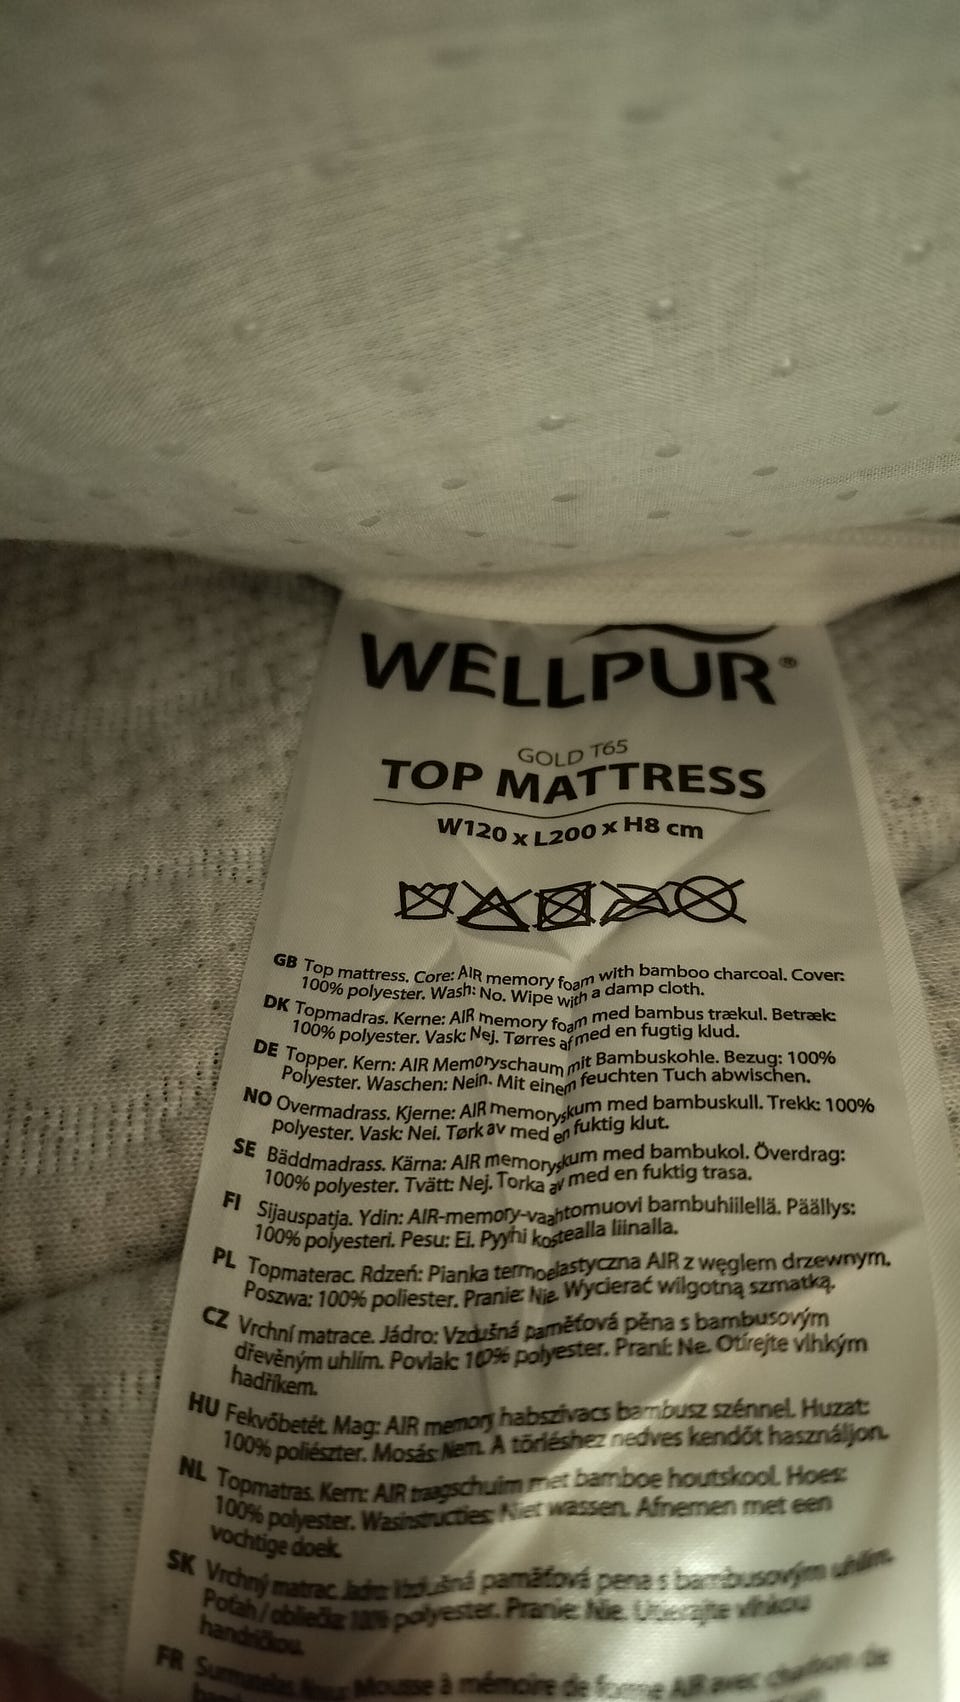 WELLPUR®
GOLD T65
TOP MATTRESS
W120 x L200 x H8 cm
GB Top mattress. Core: AIR memory foam with bamboo charcoal. Cover:
100% polyester. Wash: No. Wipe with a damp cloth.
DK Topmadras. Kerne: AIR memory foam med bambus trækul. Betræk:
100% polyester. Vask: Nej. Tørres af med en fugtig klud.
DE Topper. Kern: AIR Memoryschaum mit Bambuskohle. Bezug: 100%
Polyester. Waschen: Nein. Mit einem feuchten Tuch abwischen.
NO Overmadrass. Kjerne: AIR memoryskum med bambuskull. Trekk: 100%
polyester. Vask: Nei. Tørk av med en fuktig klut.
SE Bäddmadrass. Kärna: AIR memoryskum med bambukol. Överdrag:
100% polyester. Tvätt: Nej. Torka av med en fuktig trasa.
FI Sijauspatja. Ydin: AIR-memory-vaahtomuovi bambuhiilellä. Päällys:
100% polyesteri. Pesu: Ei. Pyyhi kostealla liinalla.
PL Topmaterac. Rdzeń: Pianka termoelastyczna AIR z węglem drzewnym.
Poszwa: 100% poliester. Pranie: Nie. Wycierać wilgotną szmatką.
CZ Vrchní matrace. Jádro: Vzdušná paměťová pěna s bambusovým
dřevěným uhlím. Povlak: 100% polyester. Praní: Ne. Otírejte vlhkým
hadříkem.
HU Fekvőbetét. Mag: AIR memory habszivacs bambusz szénnel. Huzat:
100% poliészter. Mosás: Nem. A törléshez nedves kendőt használjon.
NL Topmatras. Kern: AIR traagschuim met bamboe houtskool. Hoes:
100% polyester. Wasinstructies: Niet wassen. Afnemen met een
vochtige doek.
SK Vrchný matrac. Jadro: Vzdušná pamäťová pena s bambusovým uhlím.
Poťah / obliečka: 100% polyester. Pranie: Nie. Utierajte vlhkou
handričkou.
FR Surmatelas. Mousse à mémoire de forme AIR avec charbon de